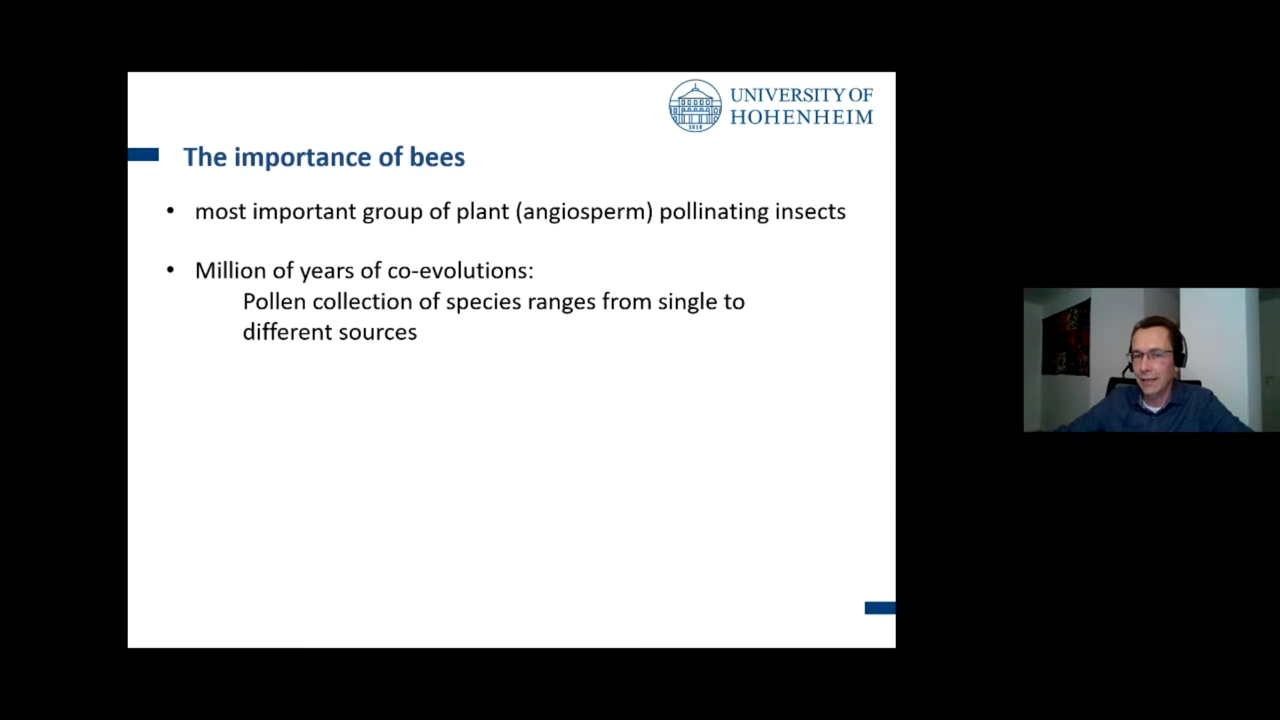 UNIVERSITY OF
HOHENHEIM
The importance of bees
• most important group of plant (angiosperm) pollinating insects
• Million of years of co-evolutions:
Pollen collection of species ranges from single to
different sources